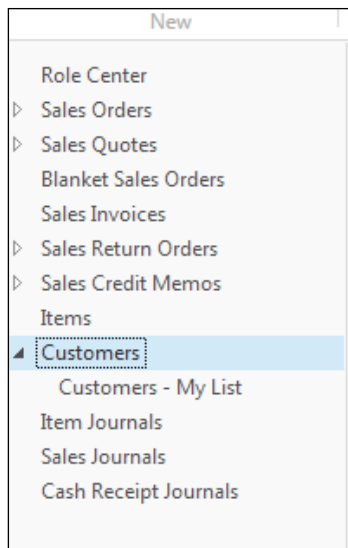 New
Role Center
Sales Orders
Sales Quotes
Blanket Sales Orders
Sales Invoices
Sales Return Orders
Sales Credit Memos
Items
Customers
Customers - My List
Item Journals
Sales Journals
Cash Receipt Journals